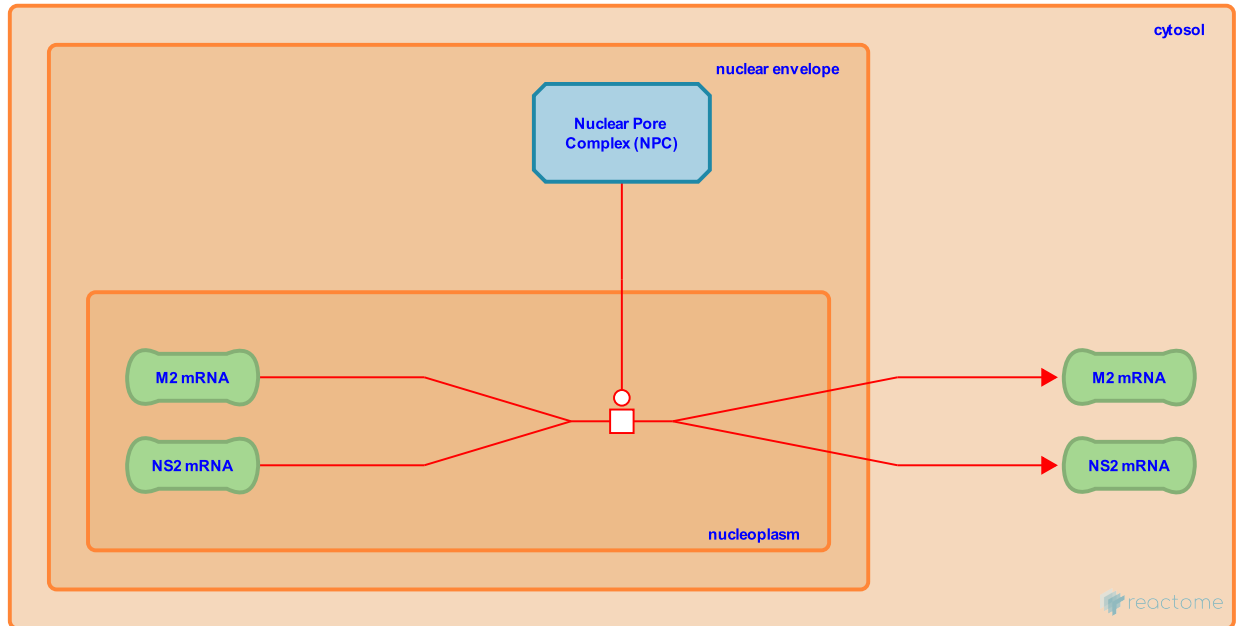 cytosol
nuclear envelope
Nuclear Pore
Complex (NPC)
M2 mRNA
M2 mRNA
NS2 mRNA
NS2 mRNA
nucleoplasm
reactome